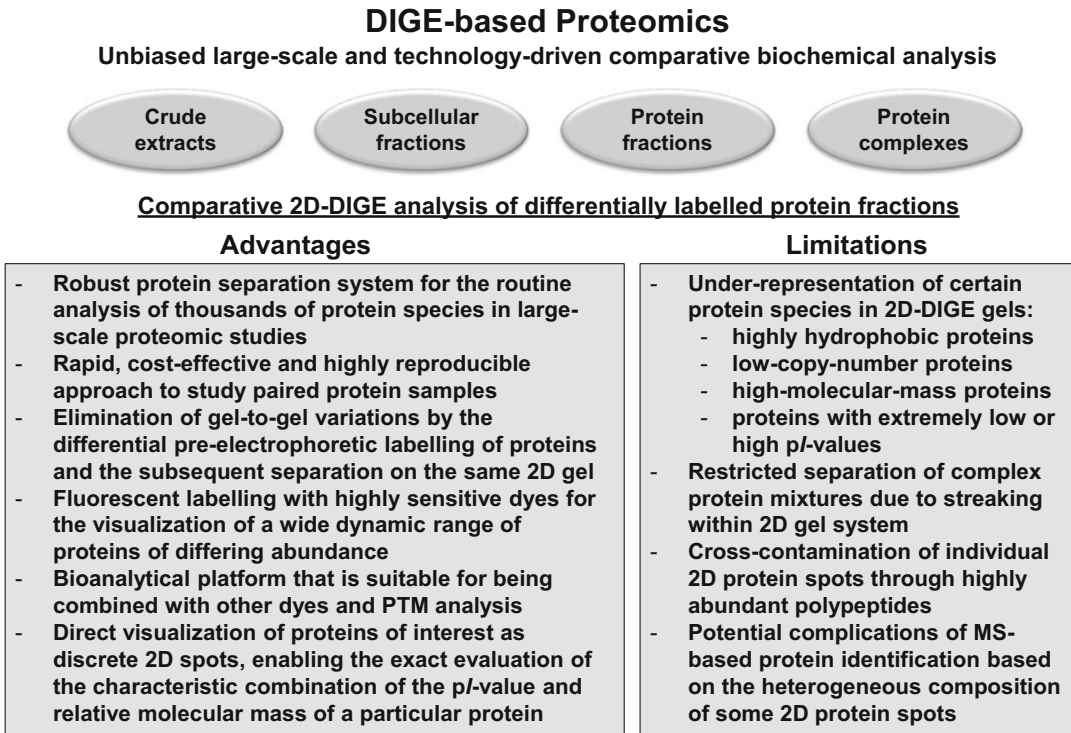 DIGE-based Proteomics
Unbiased large-scale and technology-driven comparative biochemical analysis
Crude
extracts
Subcellular
fractions
Protein
fractions
Protein
complexes
Comparative 2D-DIGE analysis of differentially labelled protein fractions
Advantages
- Robust protein separation system for the routine
analysis of thousands of protein species in large-
scale proteomic studies
- Rapid, cost-effective and highly reproducible
approach to study paired protein samples
- Elimination of gel-to-gel variations by the
differential pre-electrophoretic labelling of proteins
and the subsequent separation on the same 2D gel
- Fluorescent labelling with highly sensitive dyes for
the visualization of a wide dynamic range of
proteins of differing abundance
- Bioanalytical platform that is suitable for being
combined with other dyes and PTM analysis
- Direct visualization of proteins of interest as
discrete 2D spots, enabling the exact evaluation of
the characteristic combination of the pI-value and
relative molecular mass of a particular protein
Limitations
- Under-representation of certain
protein species in 2D-DIGE gels:
- highly hydrophobic proteins
- low-copy-number proteins
- high-molecular-mass proteins
- proteins with extremely low or
high pI-values
- Restricted separation of complex
protein mixtures due to streaking
within 2D gel system
- Cross-contamination of individual
2D protein spots through highly
abundant polypeptides
- Potential complications of MS-
based protein identification based
on the heterogeneous composition
of some 2D protein spots